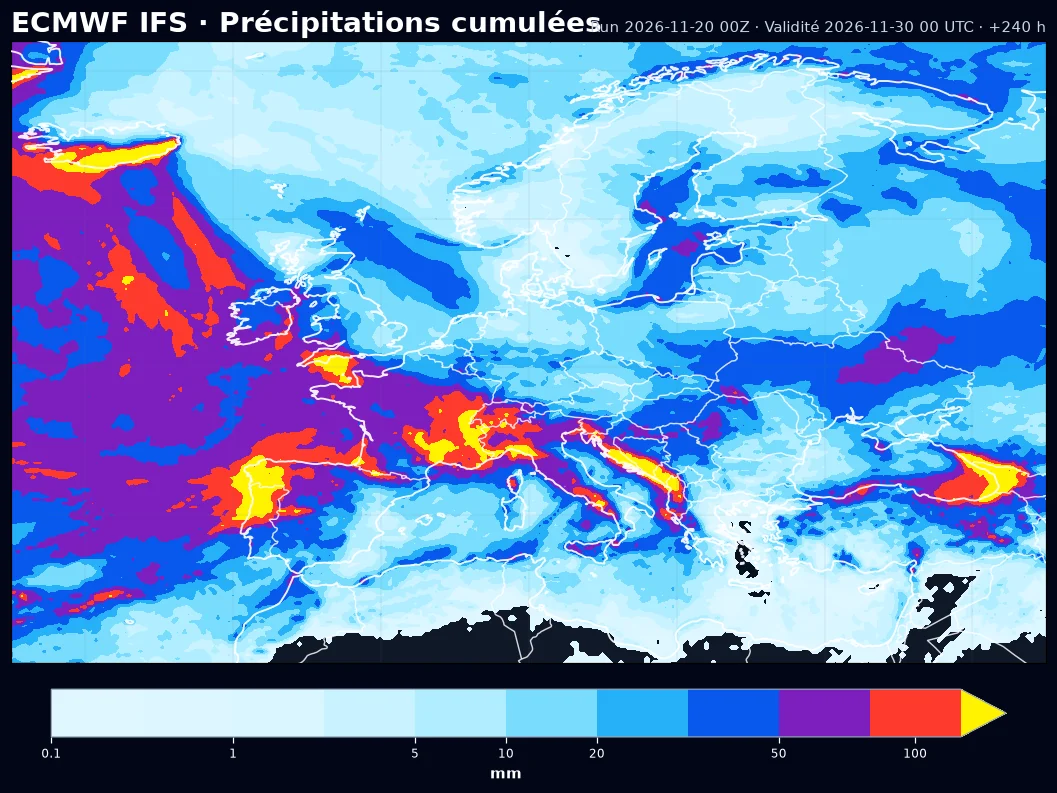 ECMWF IFS · Précipitations cumulées
Run 2026-11-20 00Z · Validité 2026-11-30 00 UTC · +240 h
0.1 1 5 10 20 50 100
mm